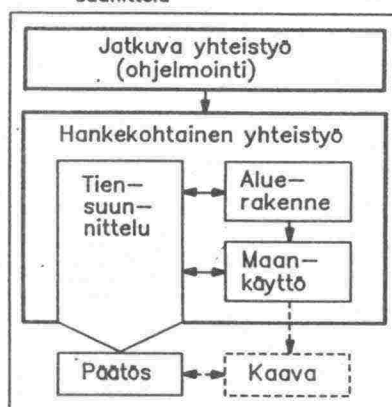 Jatkuva yhteistyö
(ohjelmointi)
Hankekohtainen yhteistyö
Tien–
suun–
nittelu
Alue–
rakenne
Maan–
käyttö
Päätös
Kaava